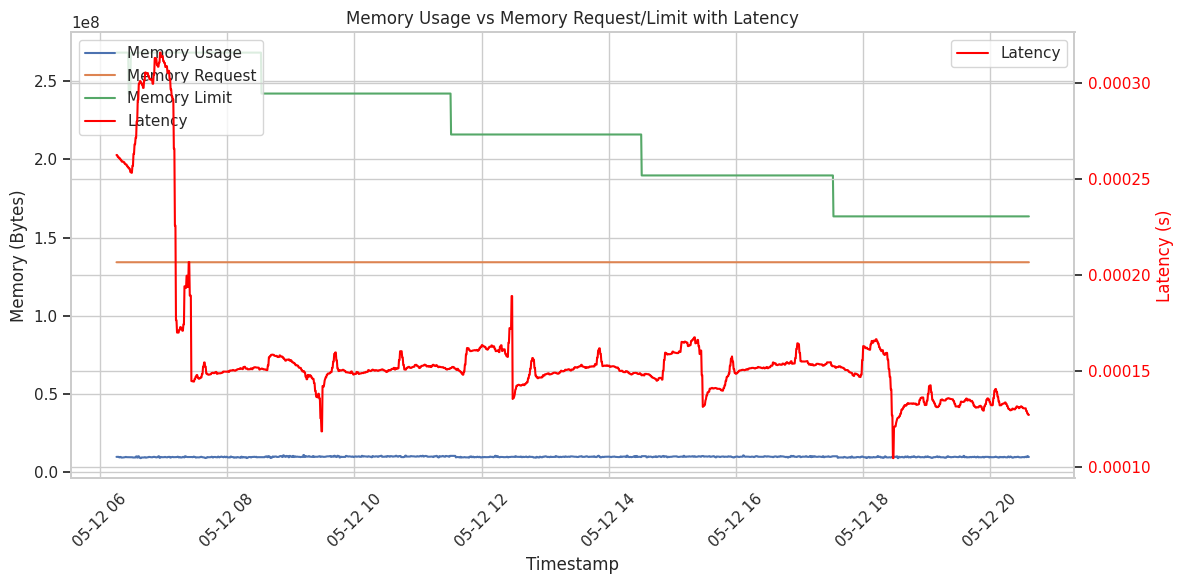 Memory Usage vs Memory Request/Limit with Latency
1e8
Memory Usage
Memory Request
Memory Limit
Latency
Latency
2.5
2.0
1.5
1.0
0.5
0.0
Memory (Bytes)
0.00030
0.00025
0.00020
0.00015
0.00010
Latency (s)
05-12 06
05-12 08
05-12 10
05-12 12
05-12 14
05-12 16
05-12 18
05-12 20
Timestamp